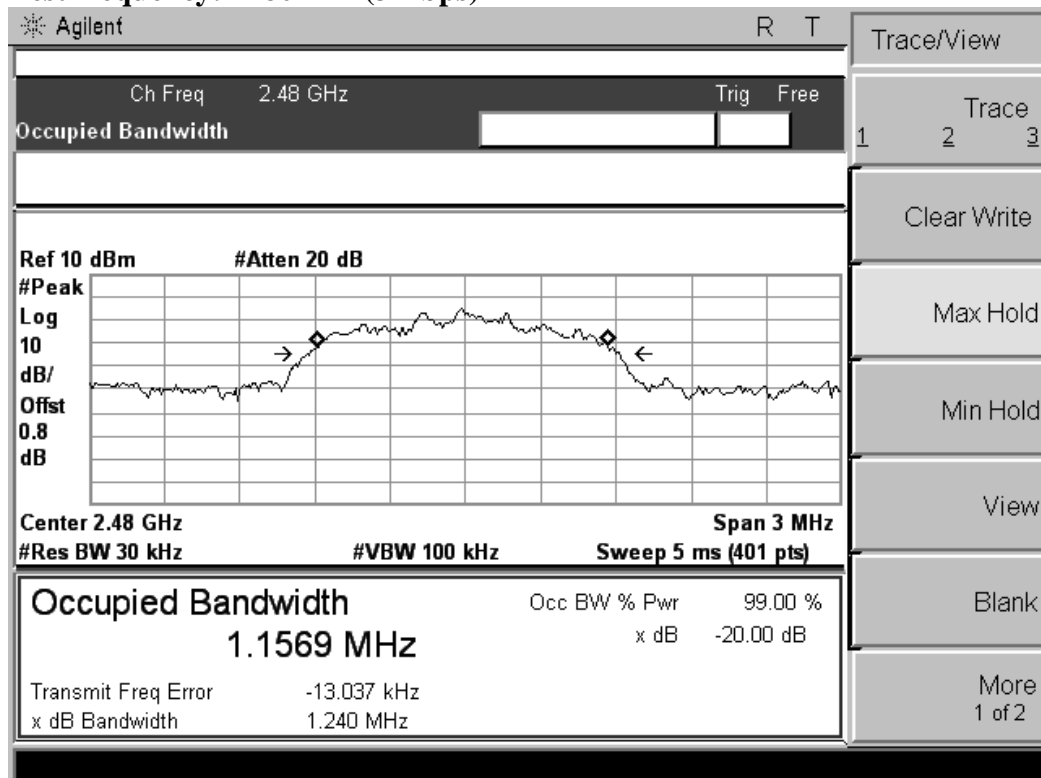 Agilent R T
Trace/View
Ch Freq 2.48 GHz Trig Free
Occupied Bandwidth
Trace
1 2 3
Clear Write
Max Hold
Min Hold
View
Blank
More
1 of 2
Ref 10 dBm #Atten 20 dB
#Peak
Log
10
dB/
Offst
0.8
dB
Center 2.48 GHz Span 3 MHz
#Res BW 30 kHz #VBW 100 kHz Sweep 5 ms (401 pts)
Occupied Bandwidth
1.1569 MHz
Occ BW % Pwr 99.00 %
x dB -20.00 dB
Transmit Freq Error -13.037 kHz
x dB Bandwidth 1.240 MHz